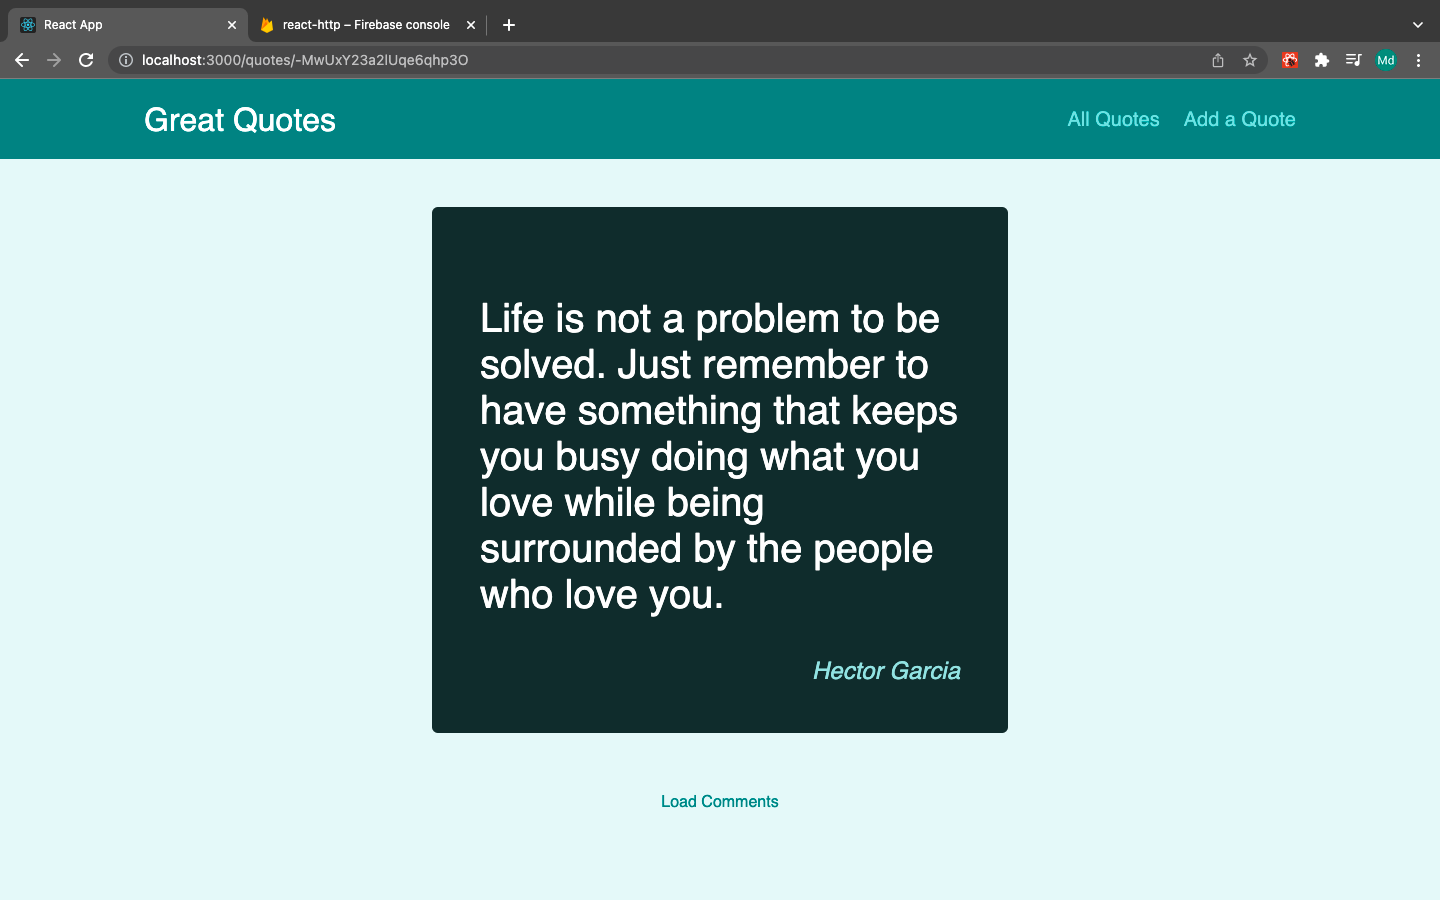 React App
react-http – Firebase console
localhost:3000/quotes/-MwUxY23a2lUqe6qhp3O
Md
Great Quotes
All Quotes
Add a Quote
Life is not a problem to be
solved. Just remember to
have something that keeps
you busy doing what you
love while being
surrounded by the people
who love you.
Hector Garcia
Load Comments